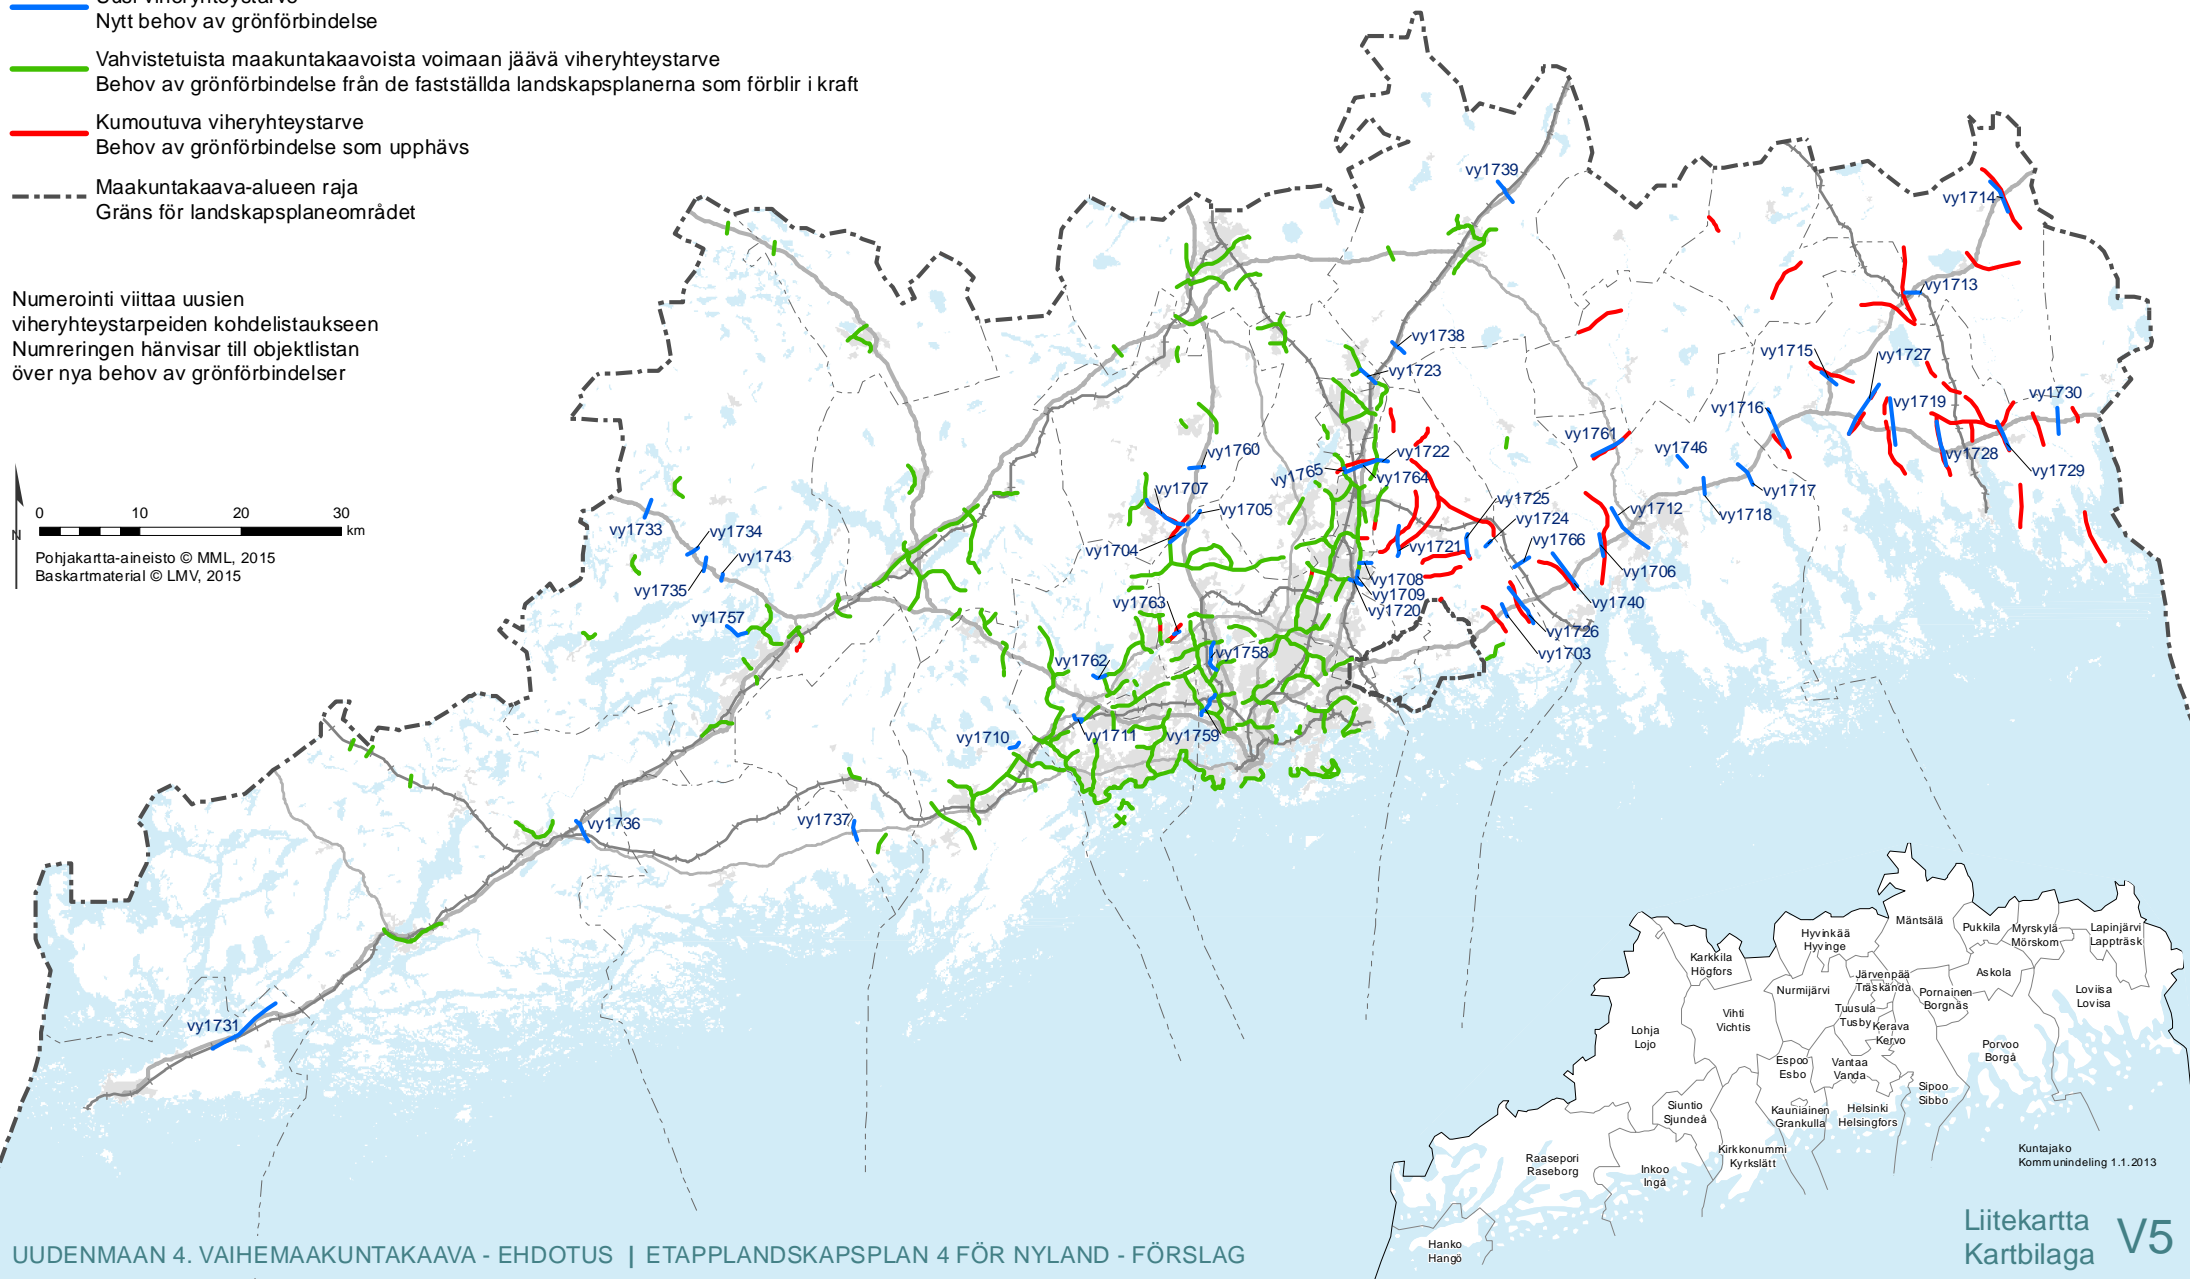 Uusi viheryhteystarve
Nytt behov av grönförbindelse
Vahvistetuista maakuntakaavoista voimaan jäävä viheryhteystarve
Behov av grönförbindelse från de fastställda landskapsplanerna som förblir i kraft
Kumoutuva viheryhteystarve
Behov av grönförbindelse som upphävs
Maakuntakaava-alueen raja
Gräns för landskapsplaneområdet
Numerointi viittaa uusien
viheryhteystarpeiden kohdelistaukseen
Numreringen hänvisar till objektlistan
över nya behov av grönförbindelser
0 10 20 30
km
N
Pohjakartta-aineisto © MML, 2015
Baskartmaterial © LMV, 2015
vy1739
vy1714
vy1713
vy1738
vy1723
vy1715
vy1727
vy1730
vy1719
vy1716
vy1761
vy1746
vy1728
vy1729
vy1717
vy1718
vy1712
vy1760
vy1722
vy1765
vy1764
vy1707
vy1705
vy1704
vy1725
vy1724
vy1766
vy1721
vy1706
vy1708
vy1709
vy1720
vy1740
vy1726
vy1703
vy1733
vy1734
vy1743
vy1735
vy1757
vy1763
vy1758
vy1762
vy1710
vy1711
vy1759
vy1736
vy1737
vy1731
Mäntsälä
Pukkila
Myrskylä
Mörskom
Lapinjärvi
Lappträsk
Hyvinkää
Hyvinge
Karkkila
Högfors
Järvenpää
Träskända
Askola
Nurmijärvi
Pornainen
Borgnäs
Loviisa
Lovisa
Vihti
Vichtis
Tuusula
Tusby
Kerava
Kervo
Lohja
Lojo
Porvoo
Borgå
Espoo
Esbo
Vantaa
Vanda
Sipoo
Sibbo
Siuntio
Sjundeå
Kauniainen
Grankulla
Helsinki
Helsingfors
Kirkkonummi
Kyrkslätt
Raasepori
Raseborg
Inkoo
Ingå
Hanko
Hangö
Kuntajako
Kommunindeling 1.1.2013
UUDENMAAN 4. VAIHEMAAKUNTAKAAVA - EHDOTUS | ETAPPLANDSKAPSPLAN 4 FÖR NYLAND - FÖRSLAG
Liitekartta
Kartbilaga
V5